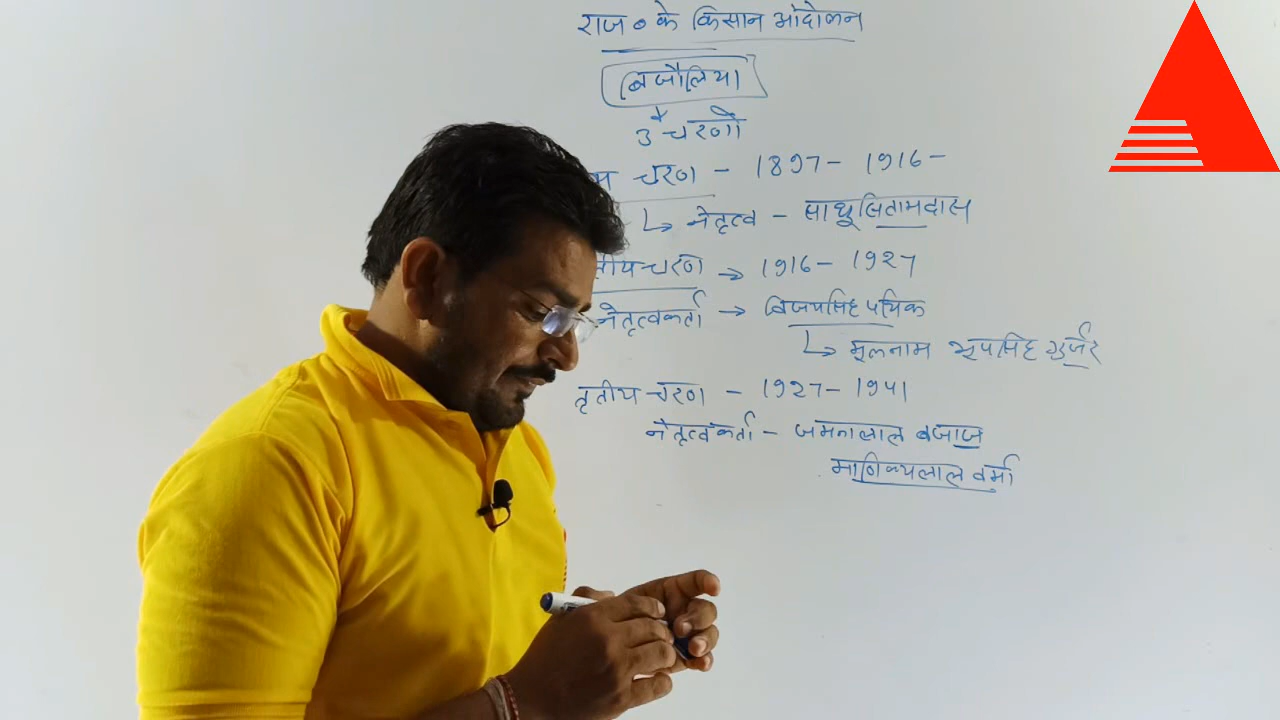 राज० के किसान आंदोलन
बिजौलिया
3 चरणों
म चरण - 1897 - 1916 -
नेतृत्व - साधु सितामदास
तीय चरण → 1916 - 1927
नेतृत्वकर्ता → विजयसिंह पथिक
मूलनाम भूपसिंह गुर्जर
तृतीय चरण - 1927 - 1941
नेतृत्वकर्ता - जमनालाल बजाज
माणिक्यलाल वर्मा